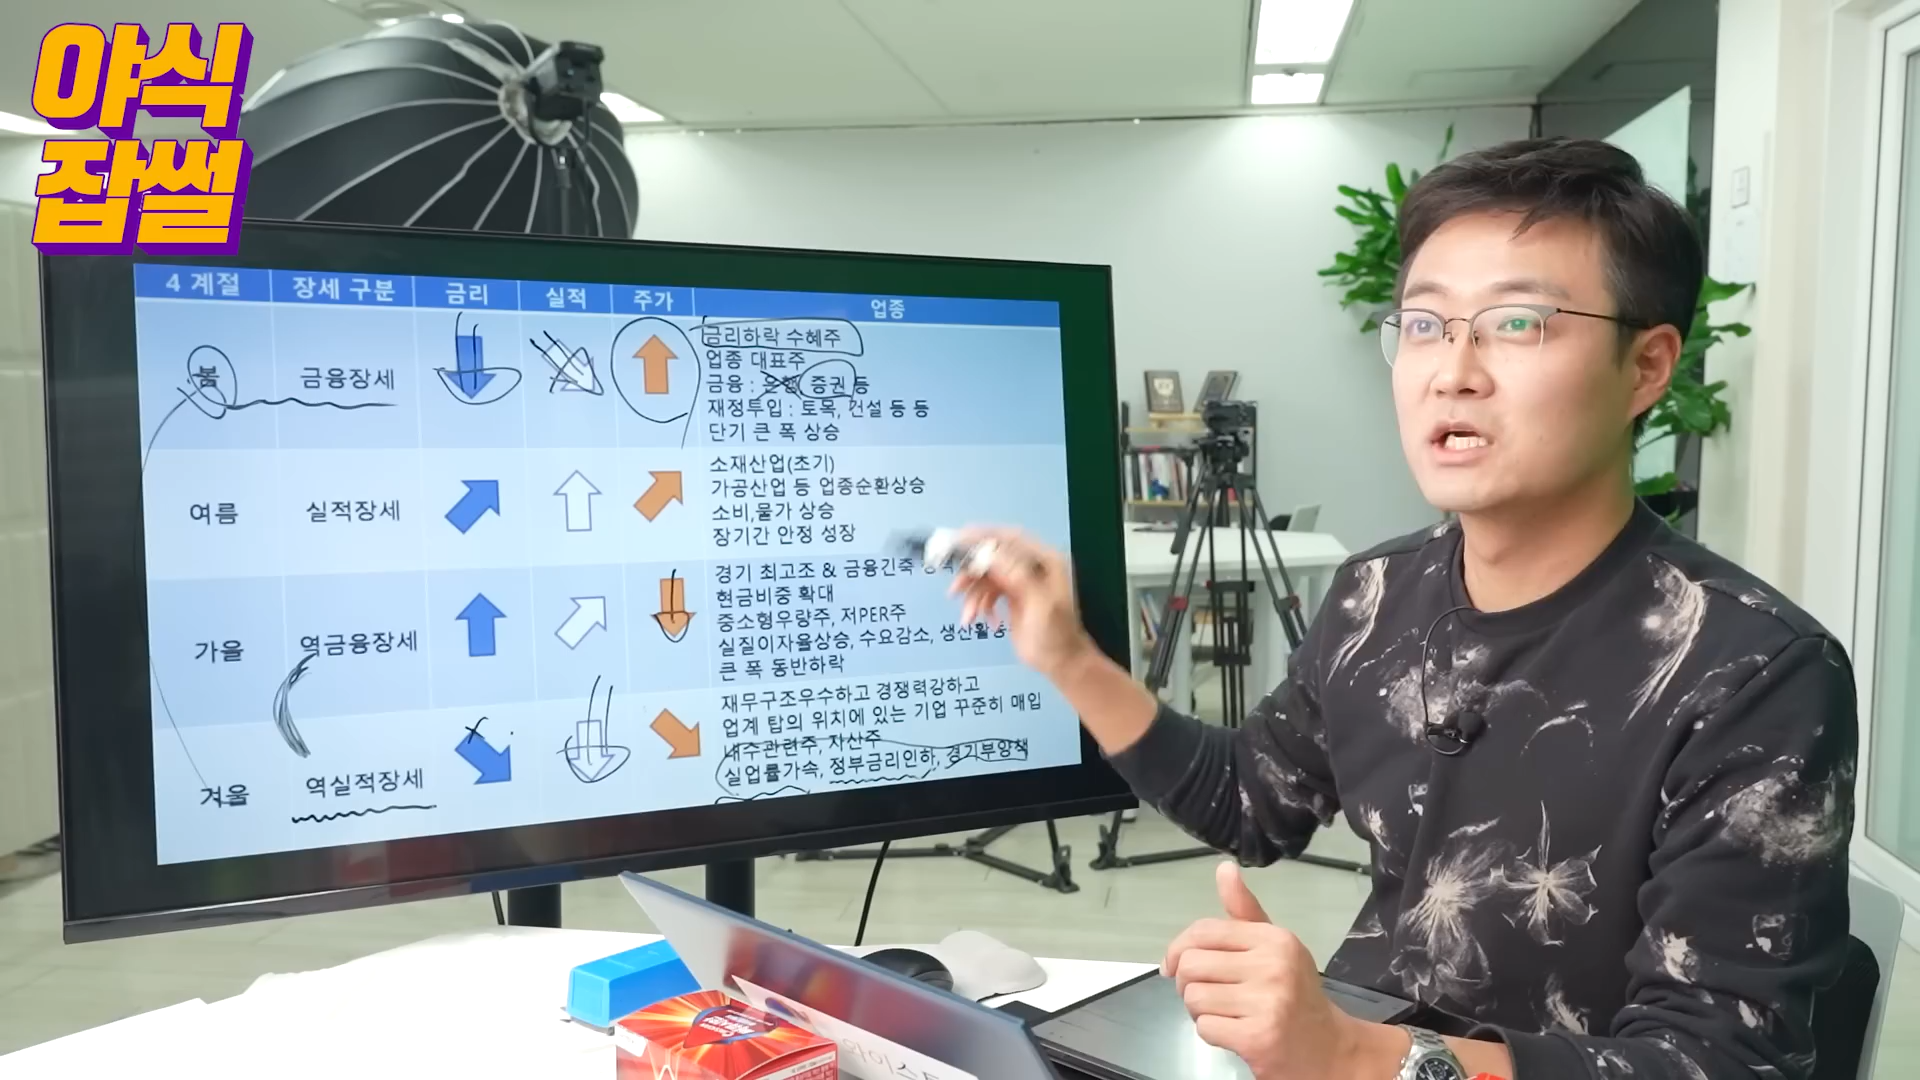 야식
잡썰
4 계절 장세 구분 금리 실적 주가 업종
봄 금융장세
금리하락 수혜주
업종 대표주
금융 : 은행 증권 등
재정투입 : 토목, 건설 등 등
단기 큰 폭 상승
여름 실적장세
소재산업(초기)
가공산업 등 업종순환상승
소비,물가 상승
장기간 안정 성장
가을 역금융장세
경기 최고조 & 금융긴축
현금비중 확대
중소형우량주, 저PER주
실질이자율상승, 수요감소,
큰 폭 동반하락
겨울 역실적장세
재무구조우수하고 경쟁력강하고
업계 탑의 위치에 있는 기업 꾸준히 매입
내수관련주, 자산주
실업률가속, 정부금리인하, 경기부양책